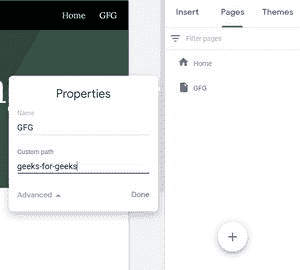 Home GFG
Properties
Name
GFG
Custom path
geeks-for-geeks
Advanced Done
Insert Pages Themes
Filter pages
Home
GFG